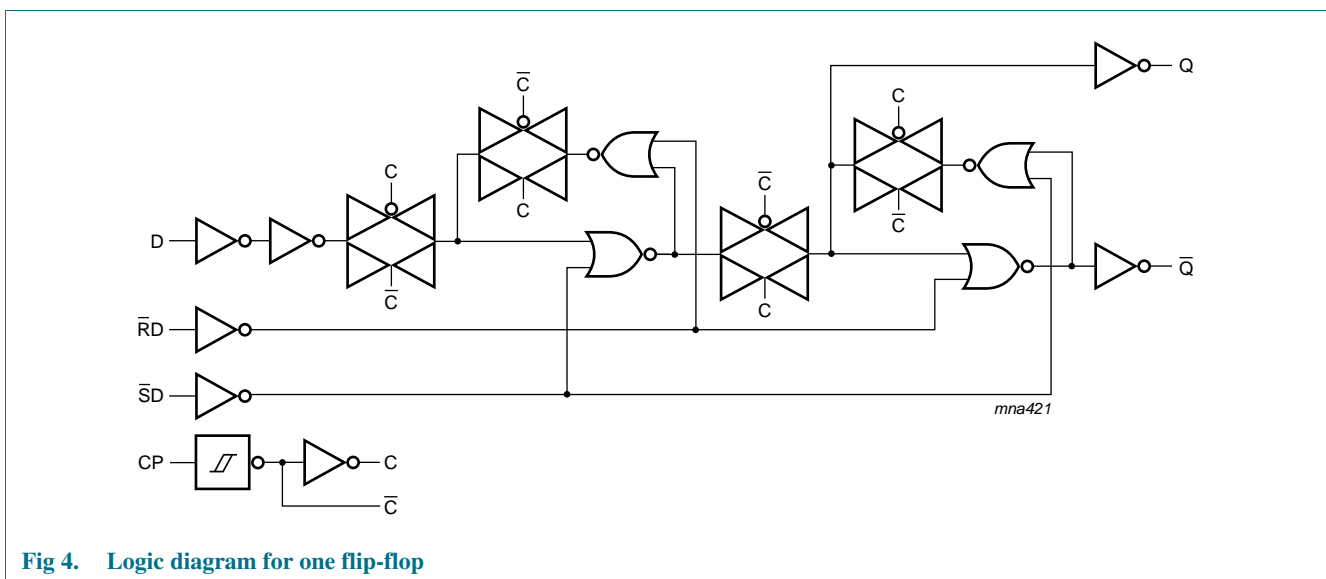 C̅
C
Q
C
C
C̅
C
C̅
D
C̅
C
Q̅
R̅D
S̅D
mna421
CP
C
C̅
Fig 4. Logic diagram for one flip-flop